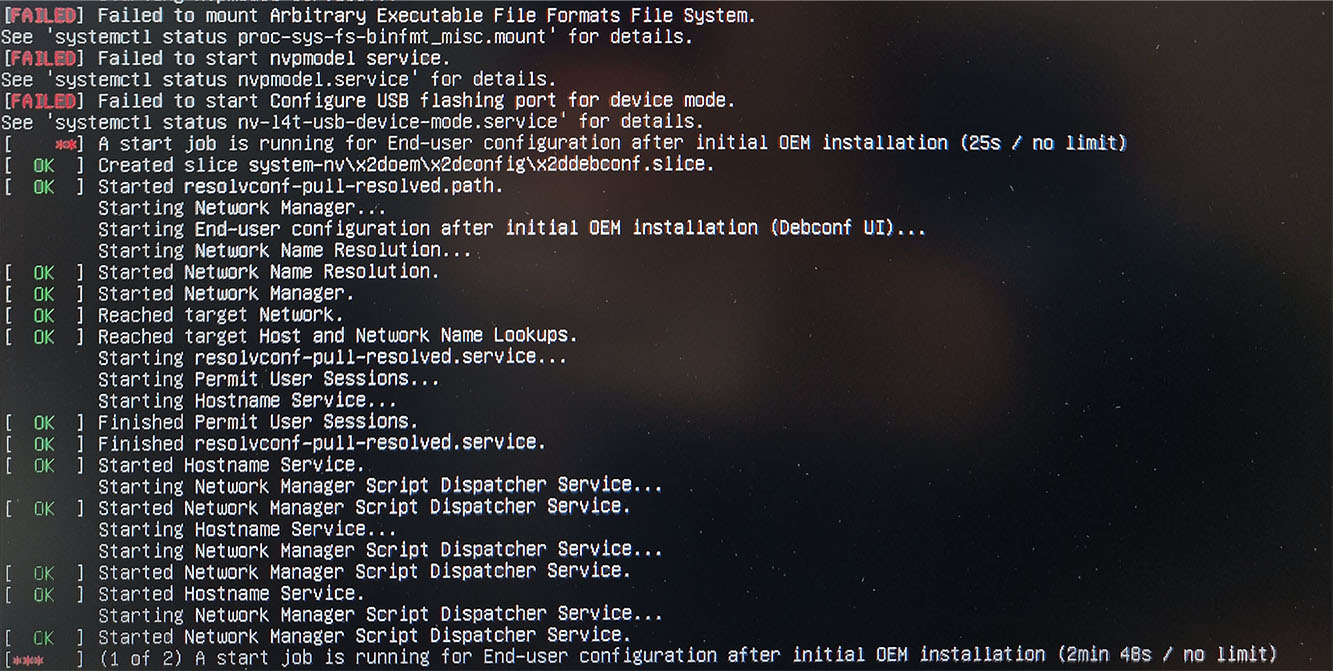 [FAILED] Failed to mount Arbitrary Executable File Formats File System.
See 'systemctl status proc-sys-fs-binfmt_misc.mount' for details.
[FAILED] Failed to start nvpmodel service.
See 'systemctl status nvpmodel.service' for details.
[FAILED] Failed to start Configure USB flashing port for device mode.
See 'systemctl status nv-l4t-usb-device-mode.service' for details.
[    **] A start job is running for End-user configuration after initial OEM installation (25s / no limit)
[  OK  ] Created slice system-nv\x2doem\x2dconfig\x2ddebconf.slice.
[  OK  ] Started resolvconf-pull-resolved.path.
Starting Network Manager...
Starting End-user configuration after initial OEM installation (Debconf UI)...
Starting Network Name Resolution...
[  OK  ] Started Network Name Resolution.
[  OK  ] Started Network Manager.
[  OK  ] Reached target Network.
[  OK  ] Reached target Host and Network Name Lookups.
Starting resolvconf-pull-resolved.service...
Starting Permit User Sessions...
Starting Hostname Service...
[  OK  ] Finished Permit User Sessions.
[  OK  ] Finished resolvconf-pull-resolved.service.
[  OK  ] Started Hostname Service.
Starting Network Manager Script Dispatcher Service...
[  OK  ] Started Network Manager Script Dispatcher Service.
Starting Hostname Service...
Starting Network Manager Script Dispatcher Service...
[  OK  ] Started Network Manager Script Dispatcher Service.
[  OK  ] Started Hostname Service.
Starting Network Manager Script Dispatcher Service...
[  OK  ] Started Network Manager Script Dispatcher Service.
[***   ] (1 of 2) A start job is running for End-user configuration after initial OEM installation (2min 48s / no limit)